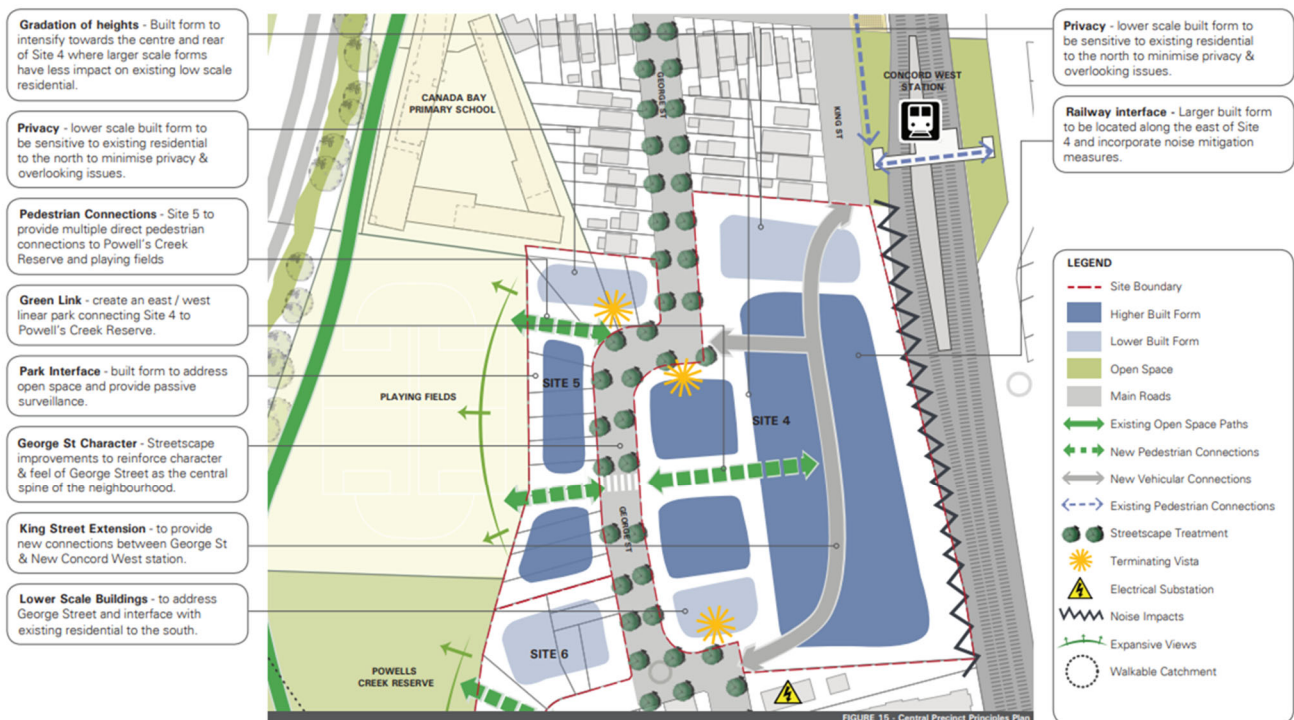 Gradation of heights - Built form to
intensify towards the centre and rear
of Site 4 where larger scale forms
have less impact on existing low scale
residential.
Privacy - lower scale built form to
be sensitive to existing residential
to the north to minimise privacy &
overlooking issues.
Pedestrian Connections - Site 5 to
provide multiple direct pedestrian
connections to Powell's Creek
Reserve and playing fields
Green Link - create an east / west
linear park connecting Site 4 to
Powell's Creek Reserve.
Park Interface - built form to address
open space and provide passive
surveillance.
George St Character - Streetscape
improvements to reinforce character
& feel of George Street as the central
spine of the neighbourhood.
King Street Extension - to provide
new connections between George St
& New Concord West station.
Lower Scale Buildings - to address
George Street and interface with
existing residential to the south.
CANADA BAY
PRIMARY SCHOOL
GEORGE ST
KING ST
CONCORD WEST
STATION
PLAYING FIELDS
SITE 5
SITE 4
GEORGE ST
SITE 6
POWELLS
CREEK RESERVE
FIGURE 15 - Central Precinct Principles Plan
Privacy - lower scale built form to
be sensitive to existing residential
to the north to minimise privacy &
overlooking issues.
Railway interface - Larger built form
to be located along the east of Site
4 and incorporate noise mitigation
measures.
LEGEND
Site Boundary
Higher Built Form
Lower Built Form
Open Space
Main Roads
Existing Open Space Paths
New Pedestrian Connections
New Vehicular Connections
Existing Pedestrian Connections
Streetscape Treatment
Terminating Vista
Electrical Substation
Noise Impacts
Expansive Views
Walkable Catchment